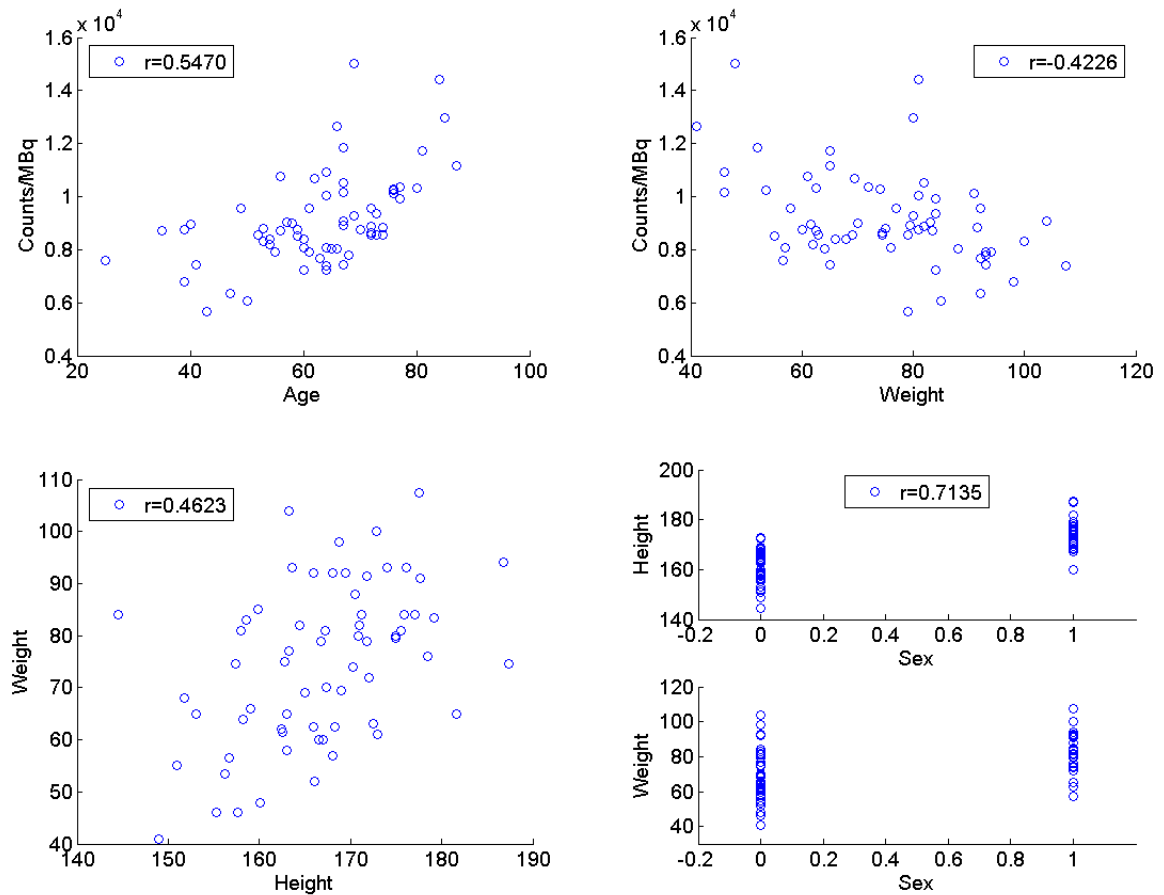 x 10⁴
1.6
1.4
1.2
1
0.8
0.6
0.4
Counts/MBq
r=0.5470
20 40 60 80 100
Age
x 10⁴
1.6
1.4
1.2
1
0.8
0.6
0.4
Counts/MBq
r=-0.4226
40 60 80 100 120
Weight
110
100
90
80
70
60
50
40
Weight
r=0.4623
140 150 160 170 180 190
Height
200
180
160
140
Height
r=0.7135
-0.2 0 0.2 0.4 0.6 0.8 1
Sex
120
100
80
60
40
Weight
-0.2 0 0.2 0.4 0.6 0.8 1
Sex